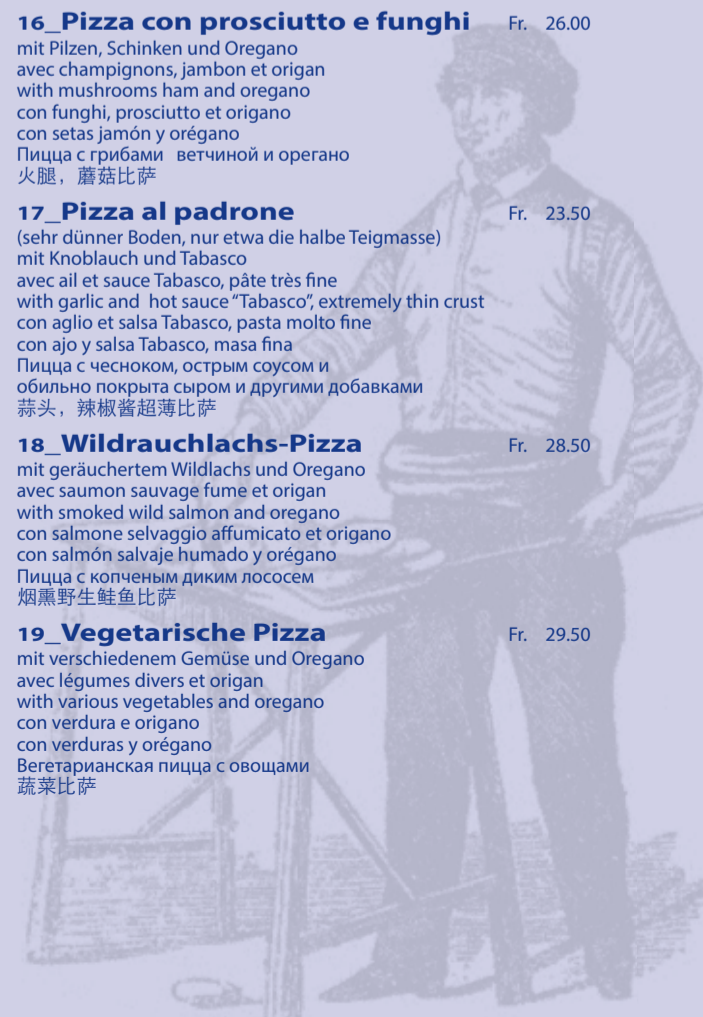 16_Pizza con prosciutto e funghi Fr. 26.00
mit Pilzen, Schinken und Oregano
avec champignons, jambon et origan
with mushrooms ham and oregano
con funghi, prosciutto et origano
con setas jamón y orégano
Пицца с грибами ветчиной и орегано
火腿，蘑菇比萨
17_Pizza al padrone Fr. 23.50
(sehr dünner Boden, nur etwa die halbe Teigmasse)
mit Knoblauch und Tabasco
avec ail et sauce Tabasco, pâte très fine
with garlic and hot sauce “Tabasco”, extremely thin crust
con aglio et salsa Tabasco, pasta molto fine
con ajo y salsa Tabasco, masa fina
Пицца с чесноком, острым соусом и
обильно покрыта сыром и другими добавками
蒜头，辣椒酱超薄比萨
18_Wildrauchlachs-Pizza Fr. 28.50
mit geräuchertem Wildlachs und Oregano
avec saumon sauvage fume et origan
with smoked wild salmon and oregano
con salmone selvaggio affumicato et origano
con salmón salvaje humado y orégano
Пицца с копченым диким лососем
烟熏野生鲑鱼比萨
19_Vegetarische Pizza Fr. 29.50
mit verschiedenem Gemüse und Oregano
avec légumes divers et origan
with various vegetables and oregano
con verdura e origano
con verduras y orégano
Вегетарианская пицца с овощами
蔬菜比萨